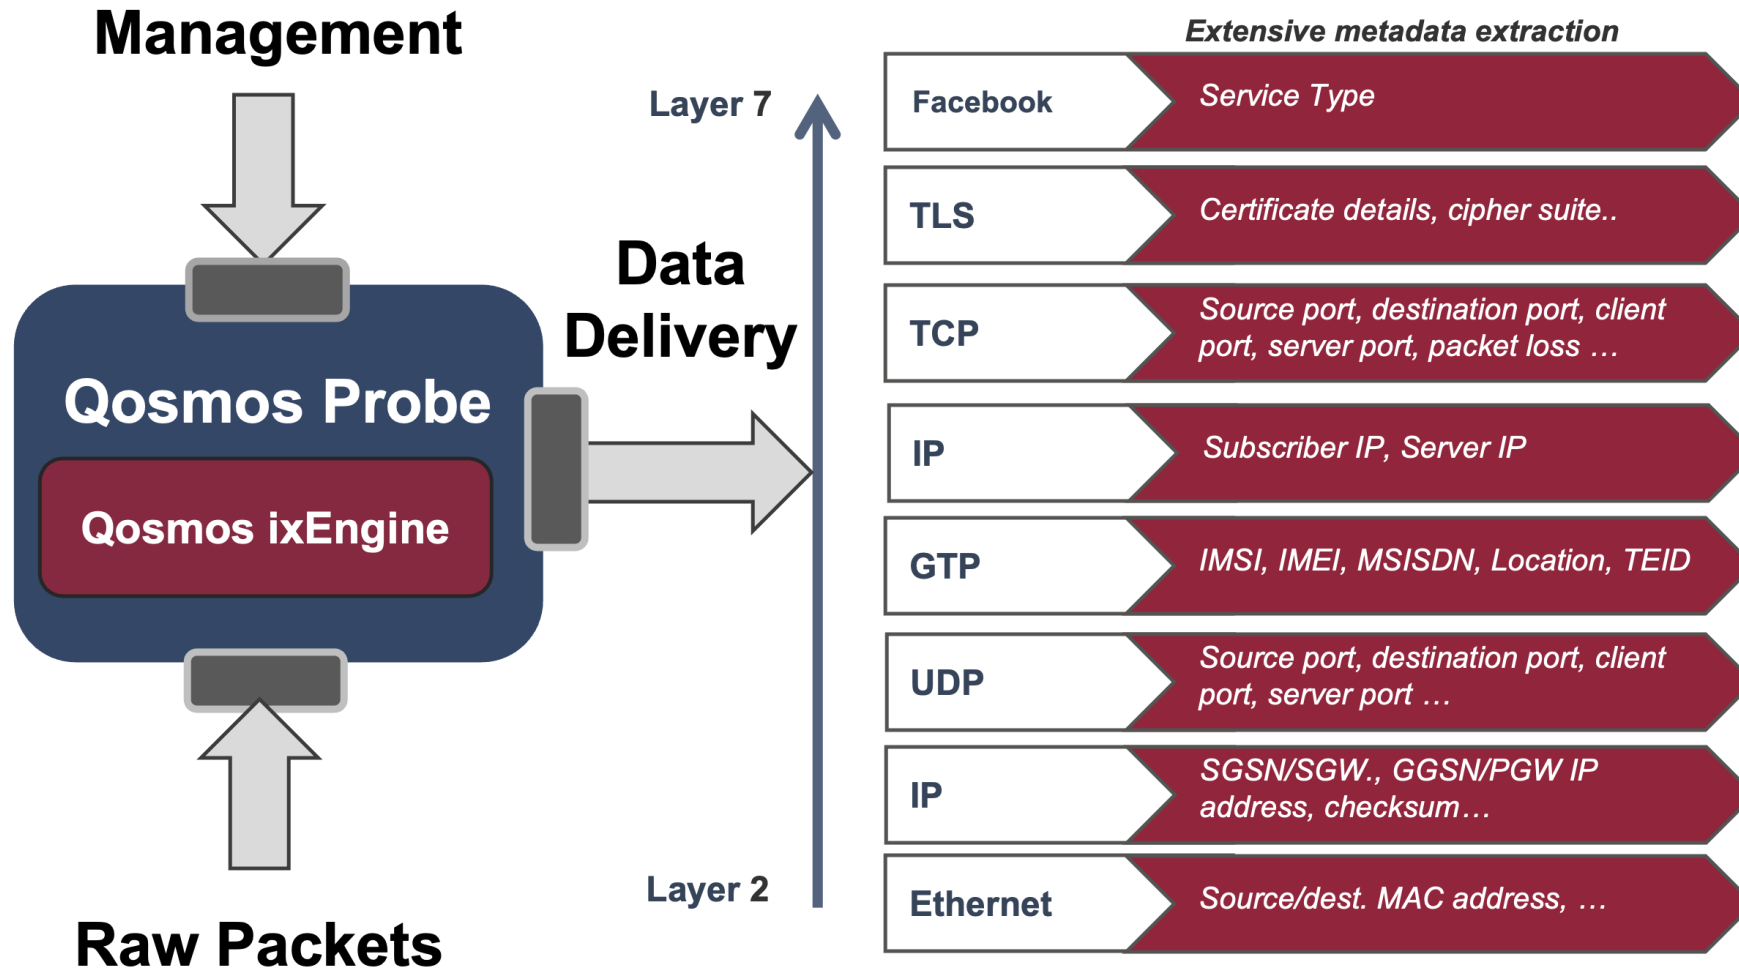 Management
Qosmos Probe
Qosmos ixEngine
Raw Packets
Data
Delivery
Layer 7
Layer 2
Extensive metadata extraction
Facebook
Service Type
TLS
Certificate details, cipher suite..
TCP
Source port, destination port, client
port, server port, packet loss …
IP
Subscriber IP, Server IP
GTP
IMSI, IMEI, MSISDN, Location, TEID
UDP
Source port, destination port, client
port, server port …
IP
SGSN/SGW., GGSN/PGW IP
address, checksum…
Ethernet
Source/dest. MAC address, …